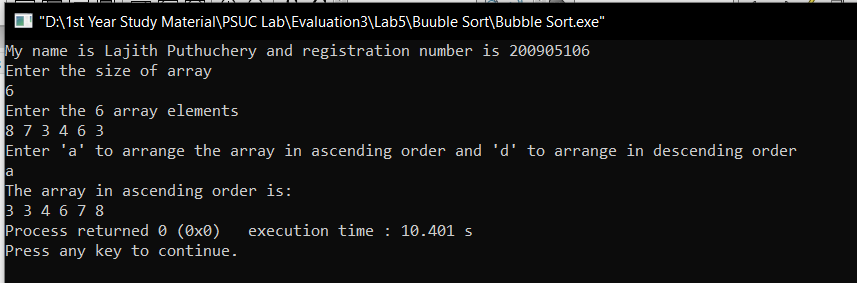 "D:\1st Year Study Material\PSUC Lab\Evaluation3\Lab5\Buuble Sort\Bubble Sort.exe"
My name is Lajith Puthuchery and registration number is 200905106
Enter the size of array
6
Enter the 6 array elements
8 7 3 4 6 3
Enter 'a' to arrange the array in ascending order and 'd' to arrange in descending order
a
The array in ascending order is:
3 3 4 6 7 8
Process returned 0 (0x0)   execution time : 10.401 s
Press any key to continue.